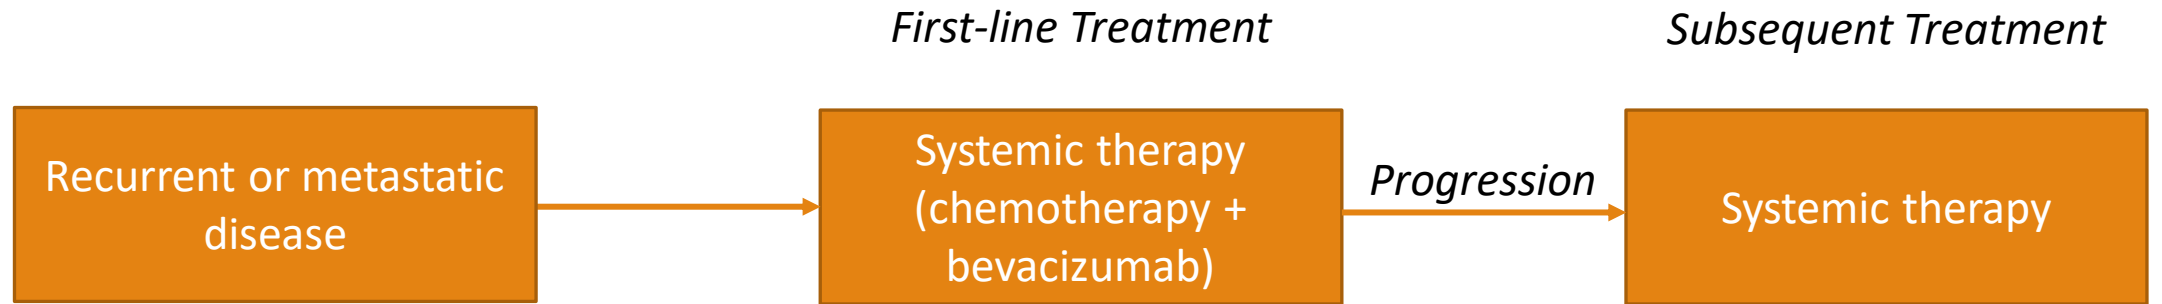 First-line Treatment
Subsequent Treatment
Recurrent or metastatic
disease
Systemic therapy
(chemotherapy +
bevacizumab)
Progression
Systemic therapy